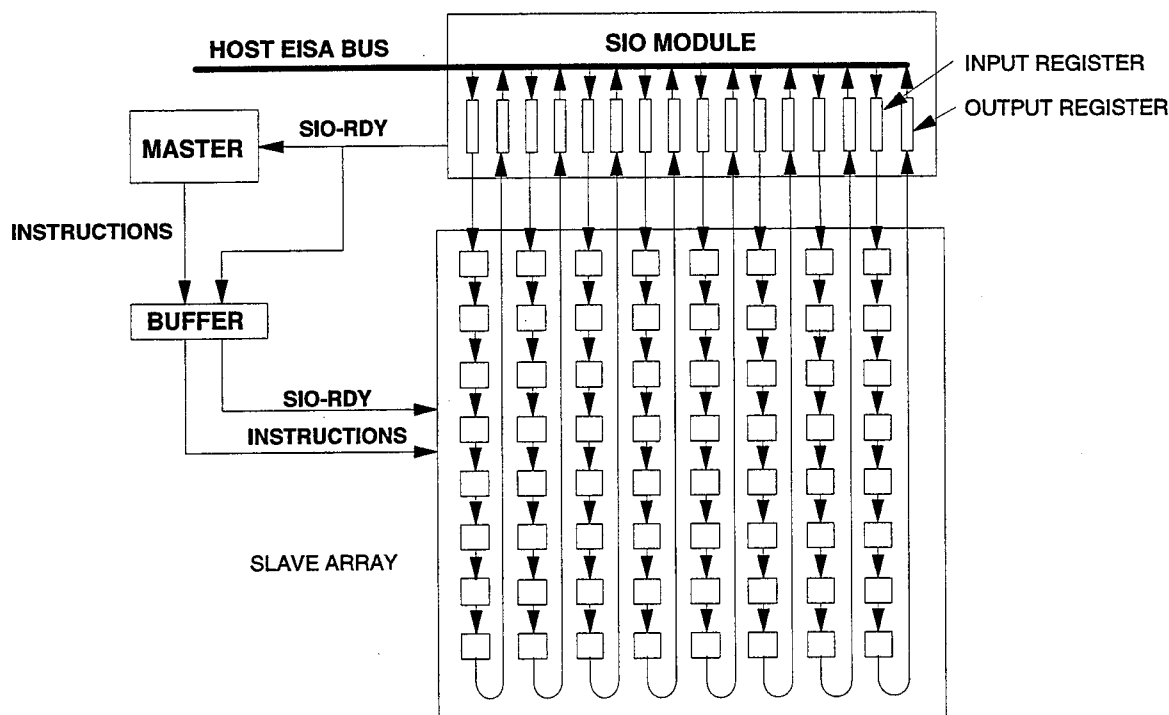 HOST EISA BUS
SIO MODULE
INPUT REGISTER
OUTPUT REGISTER
SIO-RDY
MASTER
INSTRUCTIONS
BUFFER
SIO-RDY
INSTRUCTIONS
SLAVE ARRAY